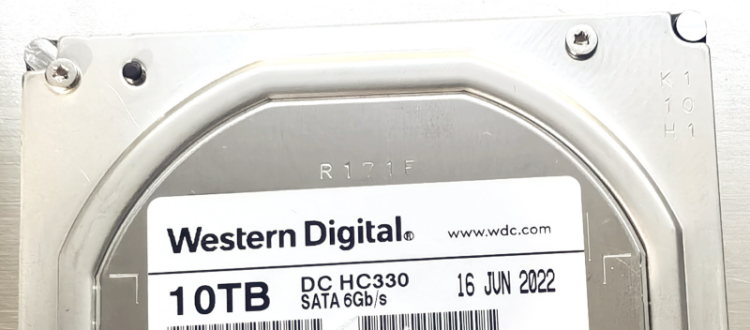 K1
10
H1
R171F
Western Digital® www.wdc.com
10TB DC HC330 16 JUN 2022
SATA 6Gb/s